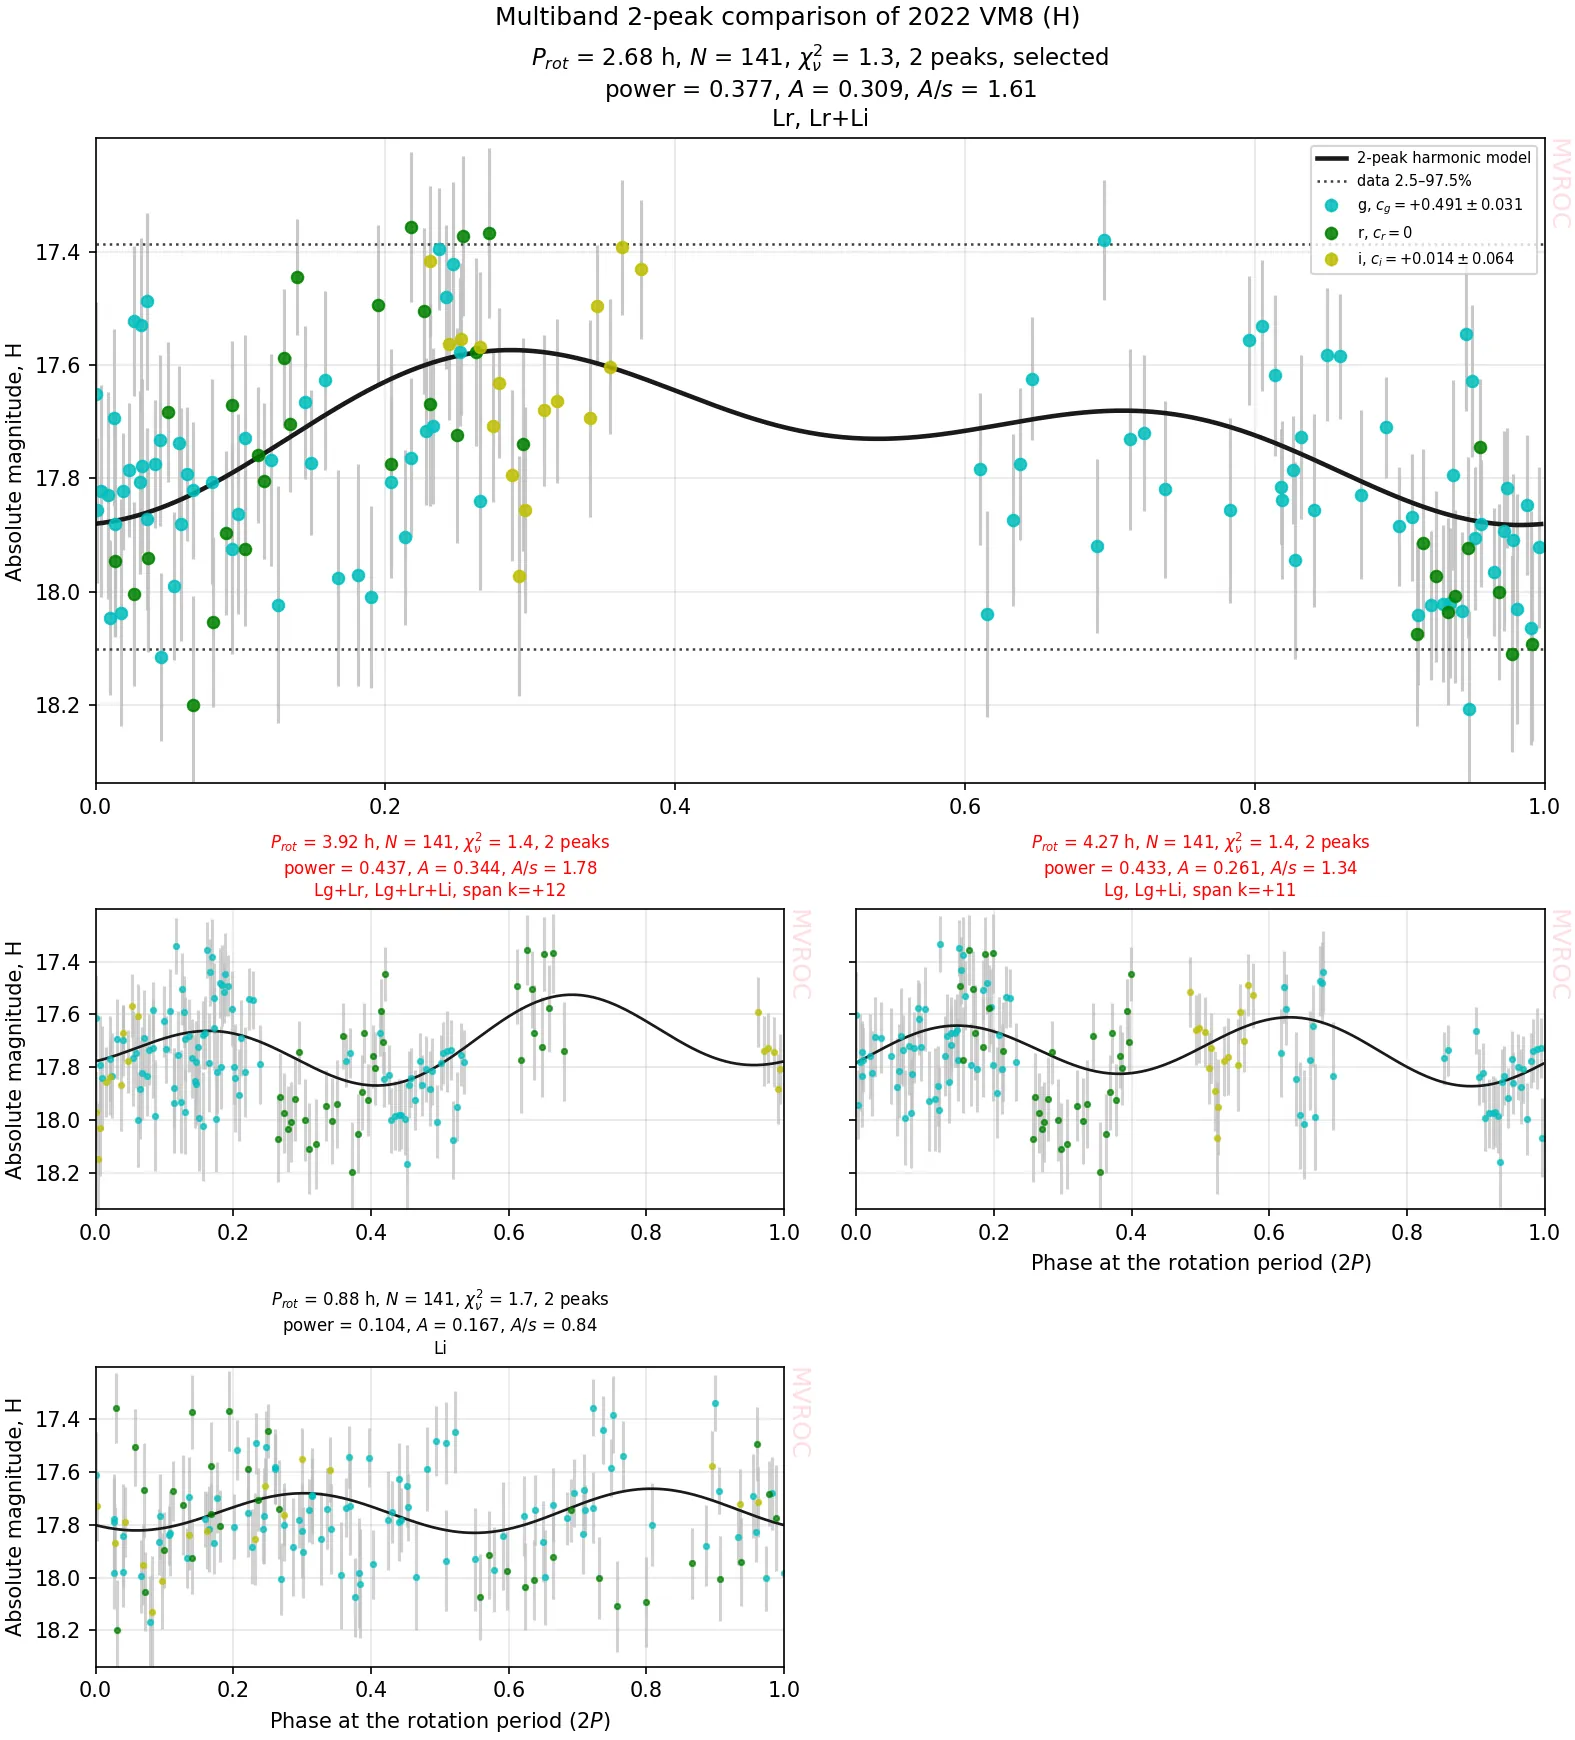 Multiband 2-peak comparison of 2022 VM8 (H)
P_rot = 2.68 h, N = 141, χ²_ν = 1.3, 2 peaks, selected
power = 0.377, A = 0.309, A/s = 1.61
Lr, Lr+Li
MVROC
2-peak harmonic model
data 2.5–97.5%
g, c_g = +0.491 ± 0.031
r, c_r = 0
i, c_i = +0.014 ± 0.064
Absolute magnitude, H
17.4
17.6
17.8
18.0
18.2
0.0 0.2 0.4 0.6 0.8 1.0
P_rot = 3.92 h, N = 141, χ²_ν = 1.4, 2 peaks
power = 0.437, A = 0.344, A/s = 1.78
Lg+Lr, Lg+Lr+Li, span k=+12
MVROC
Absolute magnitude, H
17.4
17.6
17.8
18.0
18.2
0.0 0.2 0.4 0.6 0.8 1.0
P_rot = 4.27 h, N = 141, χ²_ν = 1.4, 2 peaks
power = 0.433, A = 0.261, A/s = 1.34
Lg, Lg+Li, span k=+11
MVROC
0.0 0.2 0.4 0.6 0.8 1.0
Phase at the rotation period (2P)
P_rot = 0.88 h, N = 141, χ²_ν = 1.7, 2 peaks
power = 0.104, A = 0.167, A/s = 0.84
Li
MVROC
Absolute magnitude, H
17.4
17.6
17.8
18.0
18.2
0.0 0.2 0.4 0.6 0.8 1.0
Phase at the rotation period (2P)